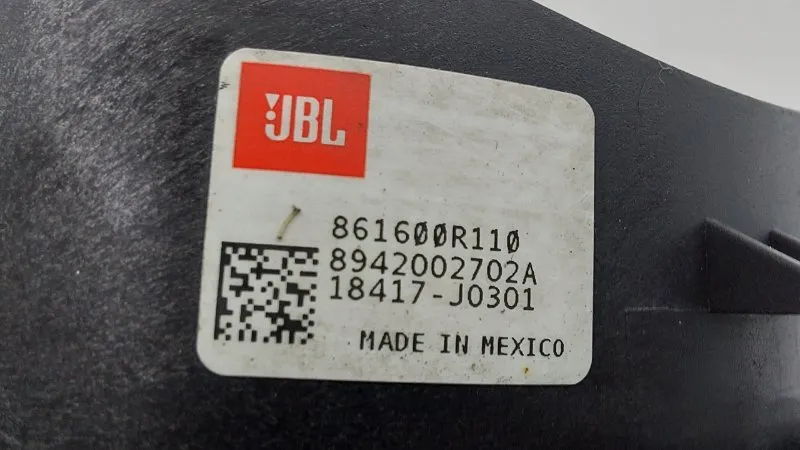 JBL
861600R110
8942002702A
18417-J0301
MADE IN MEXICO